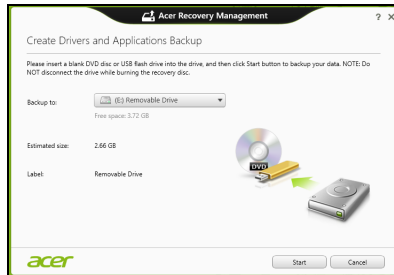 Acer Recovery Management
? X
Create Drivers and Applications Backup
Please insert a blank DVD disc or USB flash drive into the drive, and then click Start button to backup your data. NOTE: Do
NOT disconnect the drive while burning the recovery disc.
Backup to:
(E:) Removable Drive
Free space: 3.72 GB
Estimated size:
2.66 GB
DVD
Label:
Removable Drive
acer
Start
Cancel